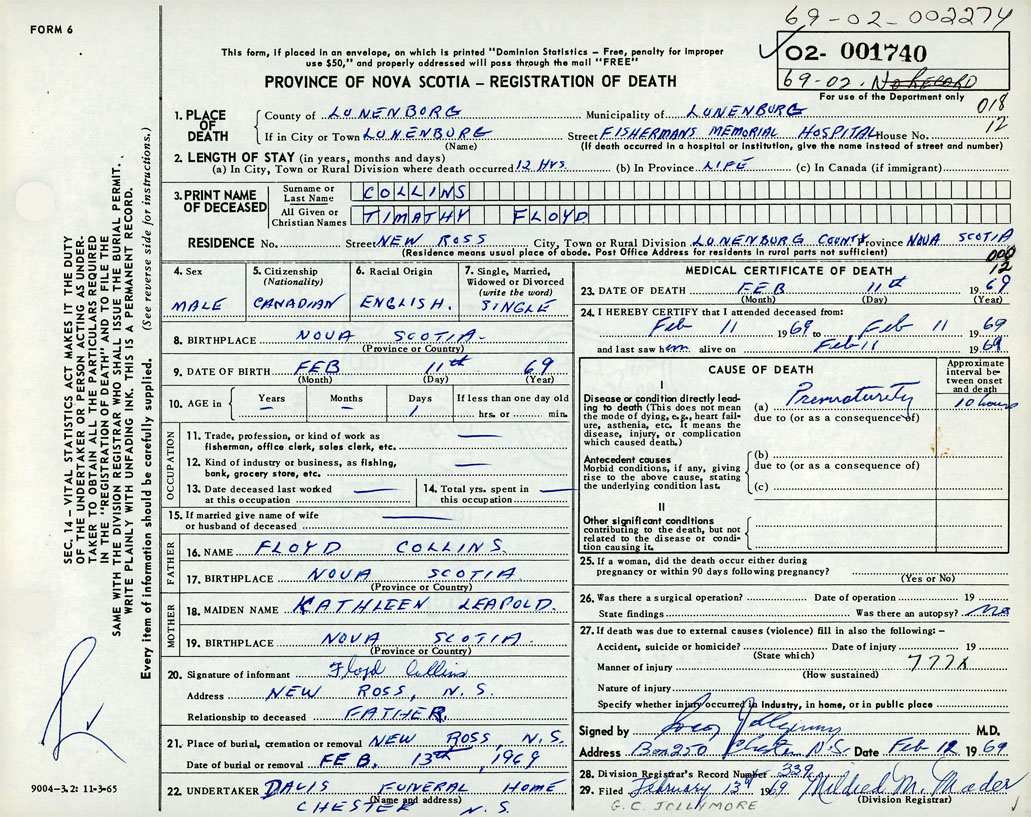 69-02-002274
FORM 6
This form, if placed in an envelope, on which is printed "Dominion Statistics – Free, penalty for improper
use $50," and properly addressed will pass through the mail "FREE"
02- 001740
69-02. No Record
For use of the Department only
PROVINCE OF NOVA SCOTIA – REGISTRATION OF DEATH
018
12
1. PLACE OF DEATH
County of LUNENBURG Municipality of LUNENBURG
If in City or Town LUNENBURG Street FISHERMANS MEMORIAL HOSPITAL House No.
(Name) (If death occurred in a hospital or institution, give the name instead of street and number)
2. LENGTH OF STAY (in years, months and days)
(a) In City, Town or Rural Division where death occurred 12 HRS (b) In Province LIFE (c) In Canada (if immigrant)
3. PRINT NAME OF DECEASED
Surname or Last Name COLLINS
All Given or Christian Names TIMATHY FLOYD
RESIDENCE No. Street NEW ROSS City, Town or Rural Division LUNENBURG COUNTY Province NOVA SCOTIA
(Residence means usual place of abode. Post Office Address for residents in rural parts not sufficient)
000
12
4. Sex
MALE
5. Citizenship
(Nationality)
CANADIAN
6. Racial Origin
ENGLISH.
7. Single, Married,
Widowed or Divorced
(write the word)
SINGLE
8. BIRTHPLACE NOVA SCOTIA.
(Province or Country)
9. DATE OF BIRTH FEB 11th 69
(Month) (Day) (Year)
10. AGE in
Years Months Days If less than one day old
— — 1 hrs. or min.
OCCUPATION
11. Trade, profession, or kind of work as —
fisherman, office clerk, sales clerk, etc.
12. Kind of industry or business, as fishing, —
bank, grocery store, etc.
13. Date deceased last worked —
at this occupation
14. Total yrs. spent in —
this occupation
15. If married give name of wife —
or husband of deceased
FATHER
16. NAME FLOYD COLLINS.
17. BIRTHPLACE NOVA SCOTIA
(Province or Country)
MOTHER
18. MAIDEN NAME KATHLEEN LEAPOLD.
19. BIRTHPLACE NOVA SCOTIA.
(Province or Country)
20. Signature of informant Floyd Collins
Address NEW ROSS, N.S.
Relationship to deceased FATHER.
21. Place of burial, cremation or removal NEW ROSS, N.S.
Date of burial or removal FEB. 13th, 1969
22. UNDERTAKER DAVIS FUNERAL HOME
(Name and address)
CHESTER N.S.
MEDICAL CERTIFICATE OF DEATH
23. DATE OF DEATH FEB 11th 1969
(Month) (Day) (Year)
24. I HEREBY CERTIFY that I attended deceased from:
Feb 11 1969 to Feb 11 1969
and last saw him alive on Feb 11 1969
CAUSE OF DEATH
Approximate
interval be-
tween onset
and death
I
Disease or condition directly lead-
ing to death (This does not mean
the mode of dying, e.g., heart fail-
ure, asthenia, etc. It means the
disease, injury, or complication
which caused death.)
(a) Prematurity 10 hours
due to (or as a consequence of)
Antecedent causes
Morbid conditions, if any, giving
rise to the above cause, stating
the underlying condition last.
(b)
due to (or as a consequence of)
(c)
II
Other significant conditions
contributing to the death, but not
related to the disease or condi-
tion causing it.
25. If a woman, did the death occur either during
pregnancy or within 90 days following pregnancy?
(Yes or No)
26. Was there a surgical operation? Date of operation 19
State findings Was there an autopsy? No
27. If death was due to external causes (violence) fill in also the following: –
Accident, suicide or homicide? Date of injury 19
(State which)
Manner of injury 777X
(How sustained)
Nature of injury
Specify whether injury occurred in industry, in home, or in public place
Signed by M.D.
Address Box 250 Chester N.S. Date Feb 12 1969
28. Division Registrar's Record Number 339
29. Filed February 13th 1969 Mildred M. Meader
(Division Registrar)
G.C. JOLLYMORE
SEC. 14 – VITAL STATISTICS ACT MAKES IT THE DUTY
OF THE UNDERTAKER OR PERSON ACTING AS UNDER-
TAKER TO OBTAIN ALL THE PARTICULARS REQUIRED
IN THE "REGISTRATION OF DEATH" AND TO FILE THE
SAME WITH THE DIVISION REGISTRAR WHO SHALL ISSUE THE BURIAL PERMIT.
WRITE PLAINLY WITH UNFADING INK. THIS IS A PERMANENT RECORD.
Every item of information should be carefully supplied. (See reverse side for instructions.)
9004–3.2: 11-3-65